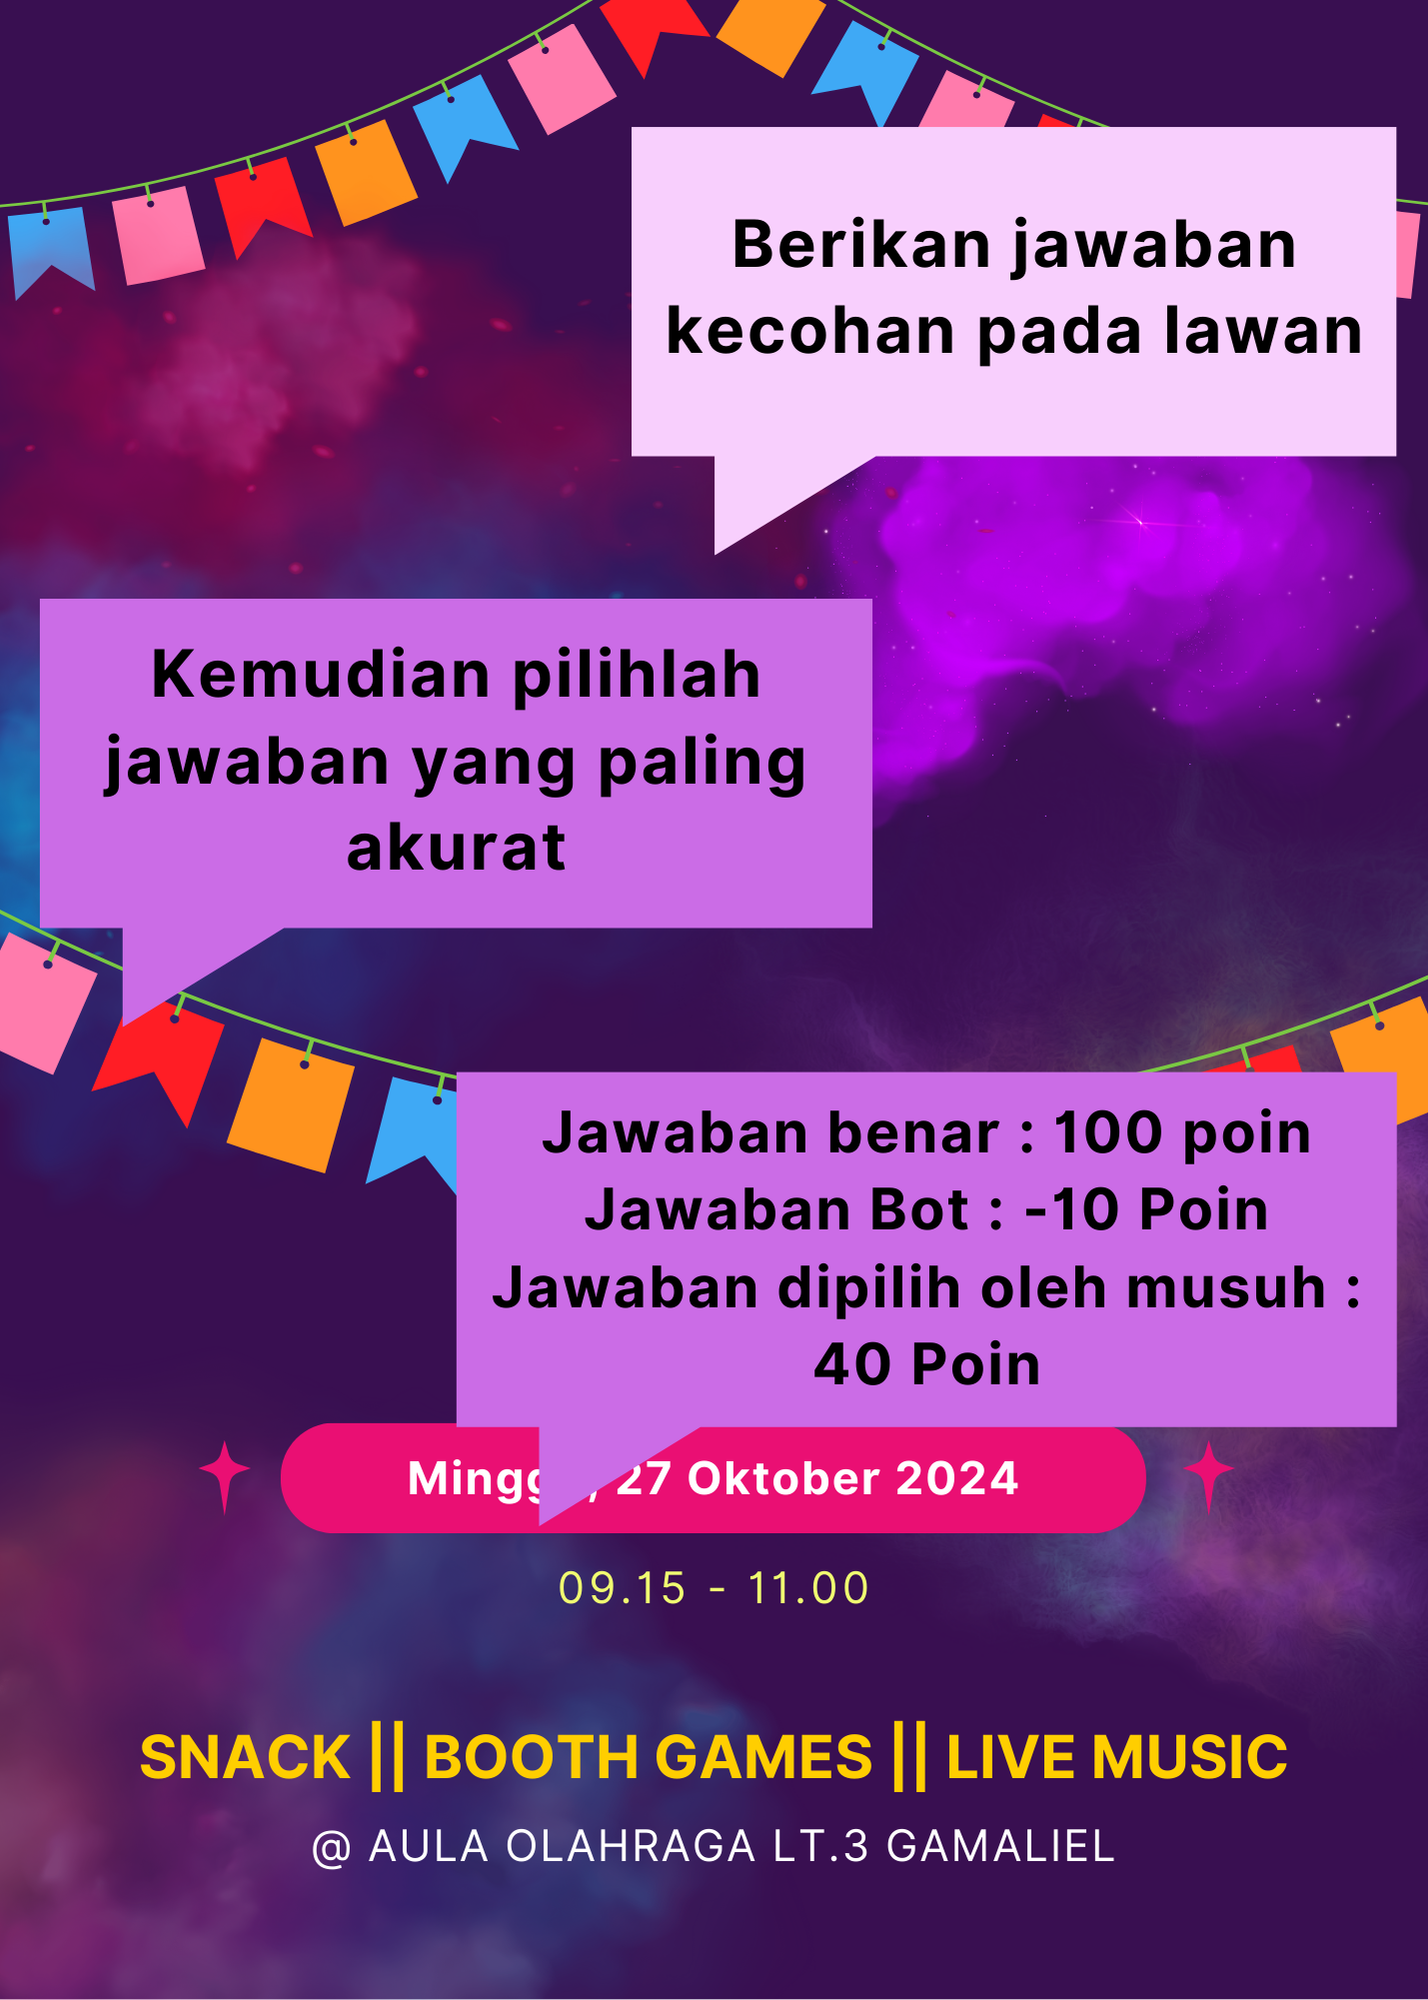 Berikan jawaban
kecohan pada lawan
Kemudian pilihlah
jawaban yang paling
akurat
Jawaban benar : 100 poin
Jawaban Bot : -10 Poin
Jawaban dipilih oleh musuh :
40 Poin
Minggu, 27 Oktober 2024
09.15 - 11.00
SNACK || BOOTH GAMES || LIVE MUSIC
@ AULA OLAHRAGA LT.3 GAMALIEL